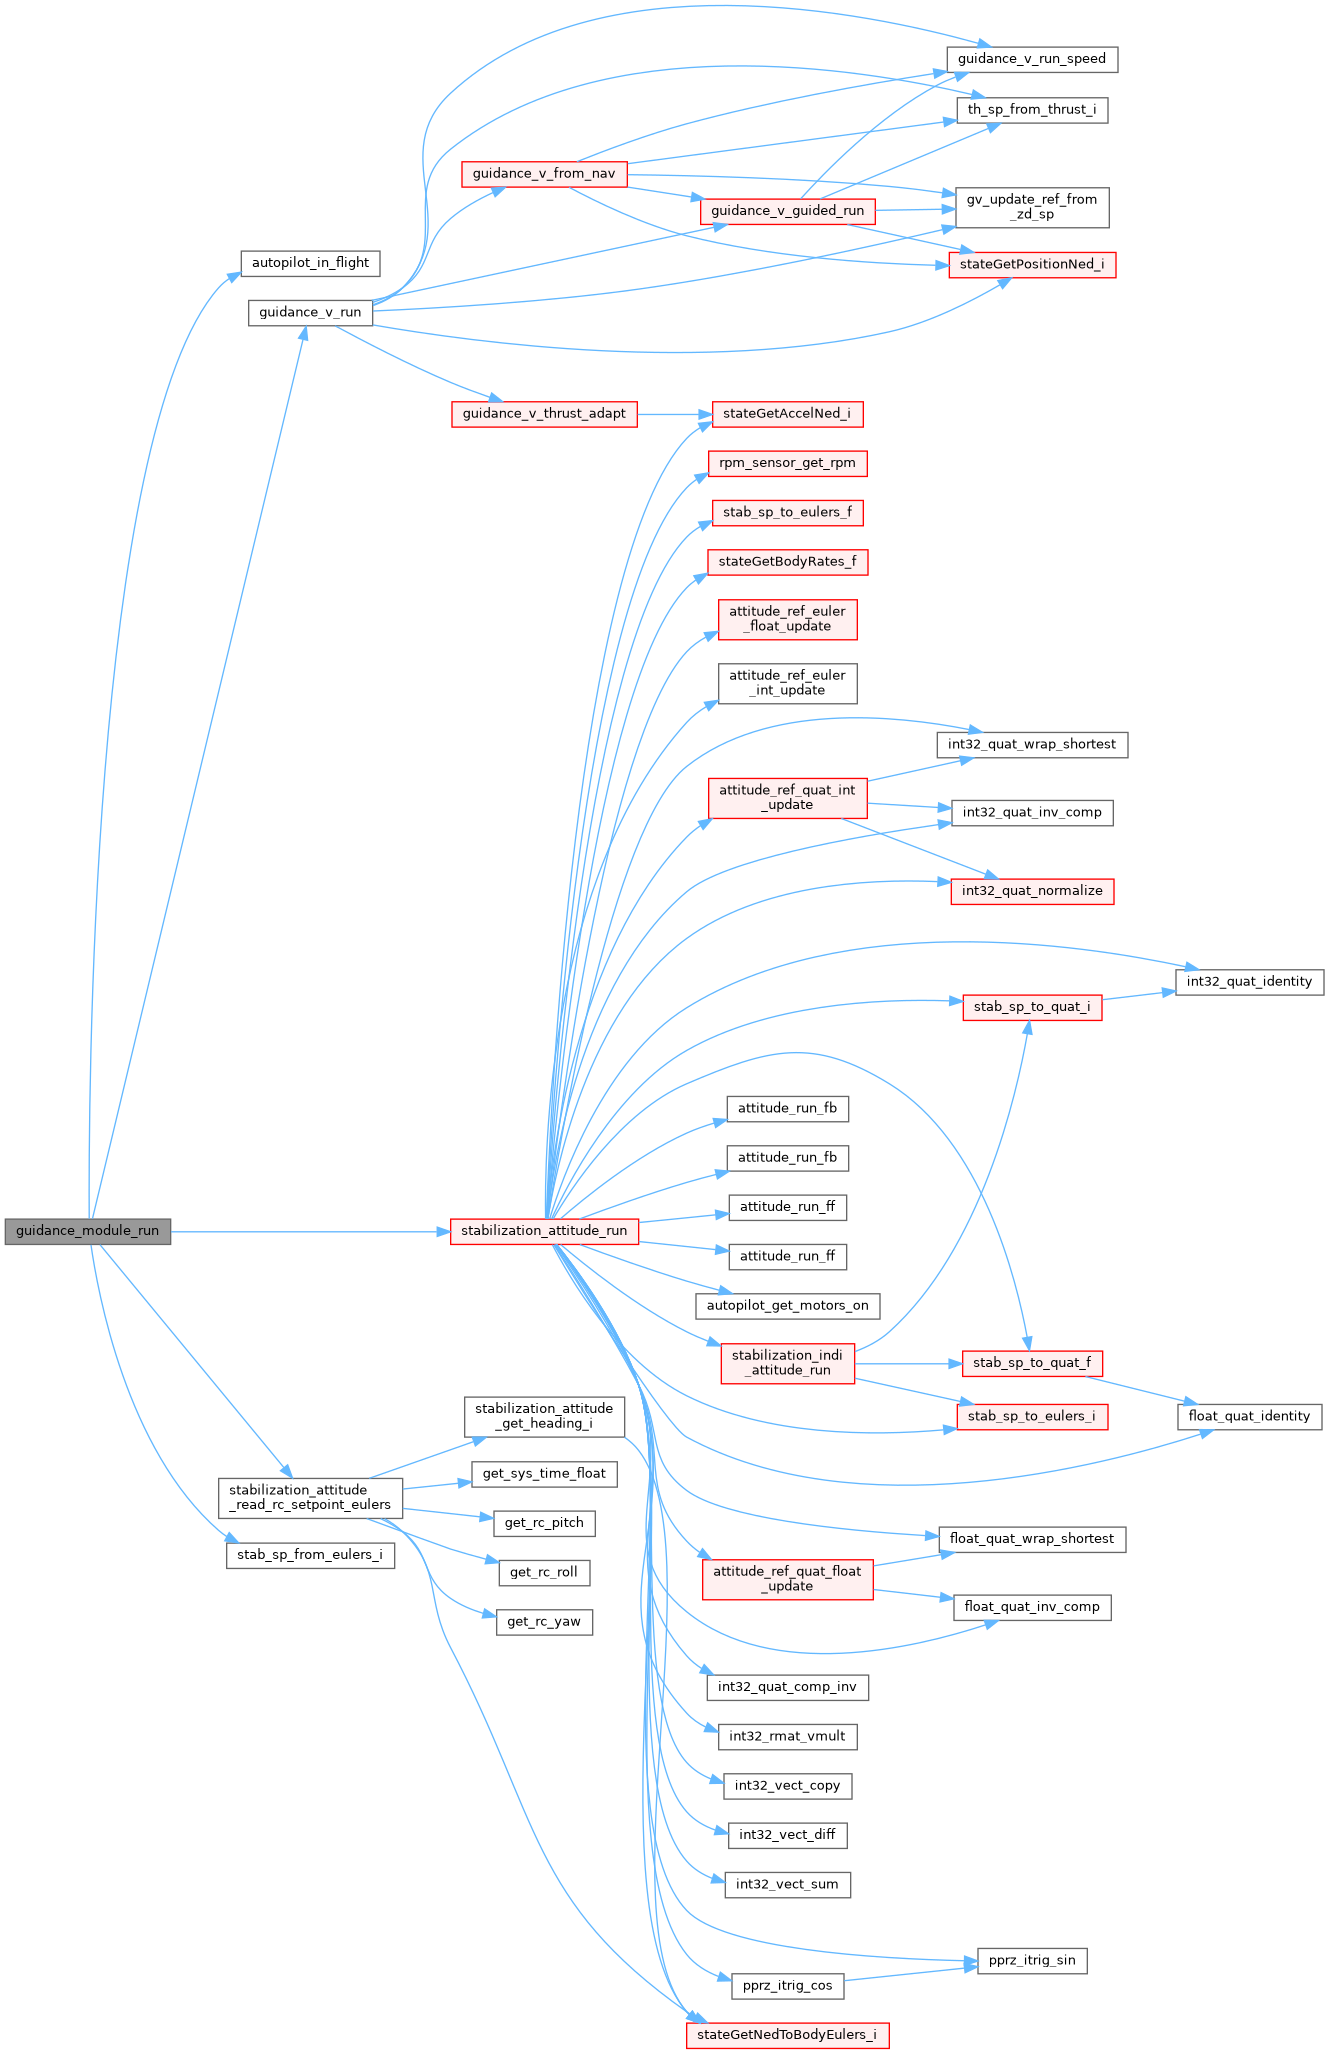 guidance_v_run_speed
th_sp_from_thrust_i
guidance_v_from_nav
gv_update_ref_from
_zd_sp
guidance_v_guided_run
autopilot_in_flight
stateGetPositionNed_i
guidance_v_run
guidance_v_thrust_adapt
stateGetAccelNed_i
rpm_sensor_get_rpm
stab_sp_to_eulers_f
stateGetBodyRates_f
attitude_ref_euler
_float_update
attitude_ref_euler
_int_update
int32_quat_wrap_shortest
attitude_ref_quat_int
_update
int32_quat_inv_comp
int32_quat_normalize
int32_quat_identity
stab_sp_to_quat_i
attitude_run_fb
attitude_run_fb
attitude_run_ff
guidance_module_run
stabilization_attitude_run
attitude_run_ff
autopilot_get_motors_on
stabilization_indi
_attitude_run
stab_sp_to_quat_f
stab_sp_to_eulers_i
float_quat_identity
stabilization_attitude
_get_heading_i
get_sys_time_float
stabilization_attitude
_read_rc_setpoint_eulers
get_rc_pitch
float_quat_wrap_shortest
stab_sp_from_eulers_i
get_rc_roll
attitude_ref_quat_float
_update
float_quat_inv_comp
get_rc_yaw
int32_quat_comp_inv
int32_rmat_vmult
int32_vect_copy
int32_vect_diff
int32_vect_sum
pprz_itrig_sin
pprz_itrig_cos
stateGetNedToBodyEulers_i